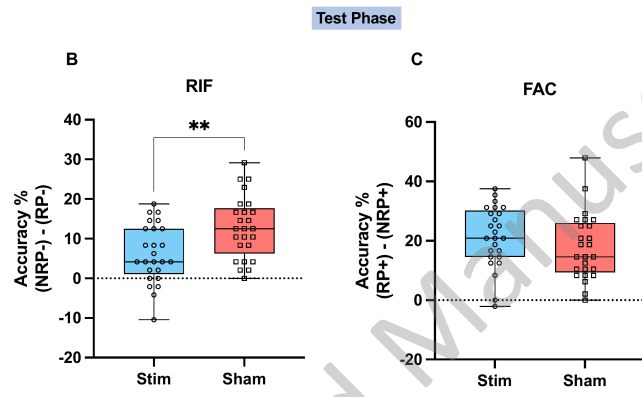 Test Phase
B
RIF
40
30
20
10
0
-10
-20
Accuracy %
(NRP-) - (RP-)
**
Stim
Sham
C
FAC
60
40
20
0
-20
Accuracy %
(RP+) - (NRP+)
Stim
Sham
d Manus